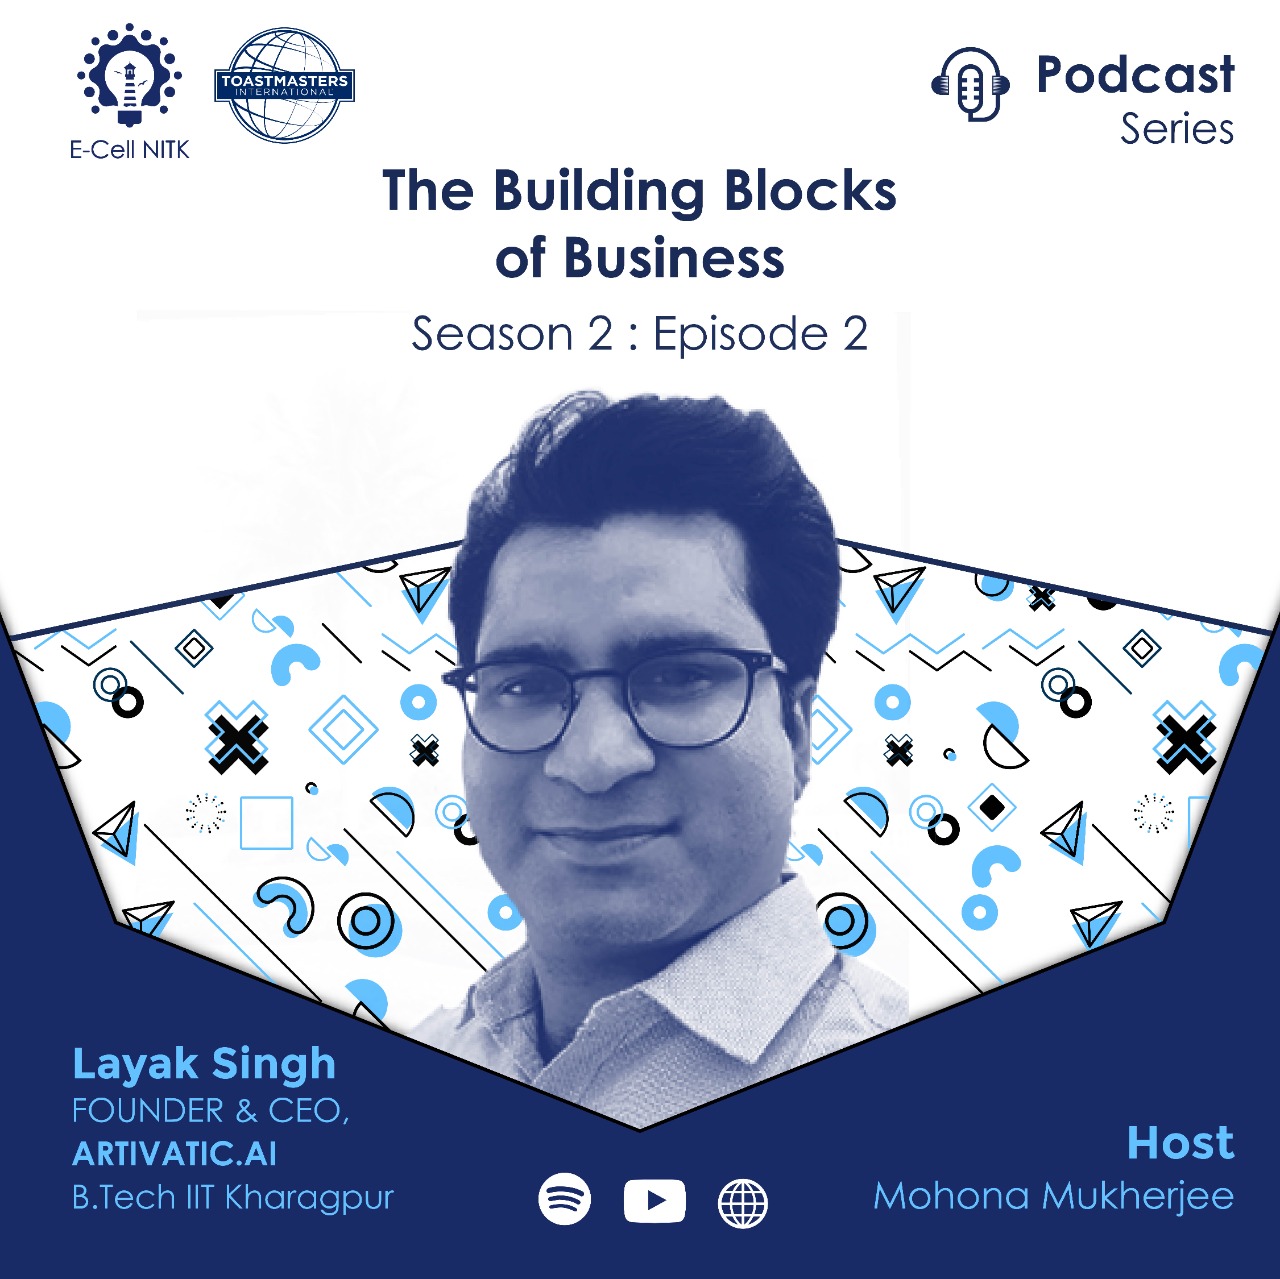 E-Cell NITK
TOASTMASTERS
INTERNATIONAL
Podcast
Series
The Building Blocks
of Business
Season 2 : Episode 2
Layak Singh
FOUNDER & CEO,
ARTIVATIC.AI
B.Tech IIT Kharagpur
Host
Mohona Mukherjee